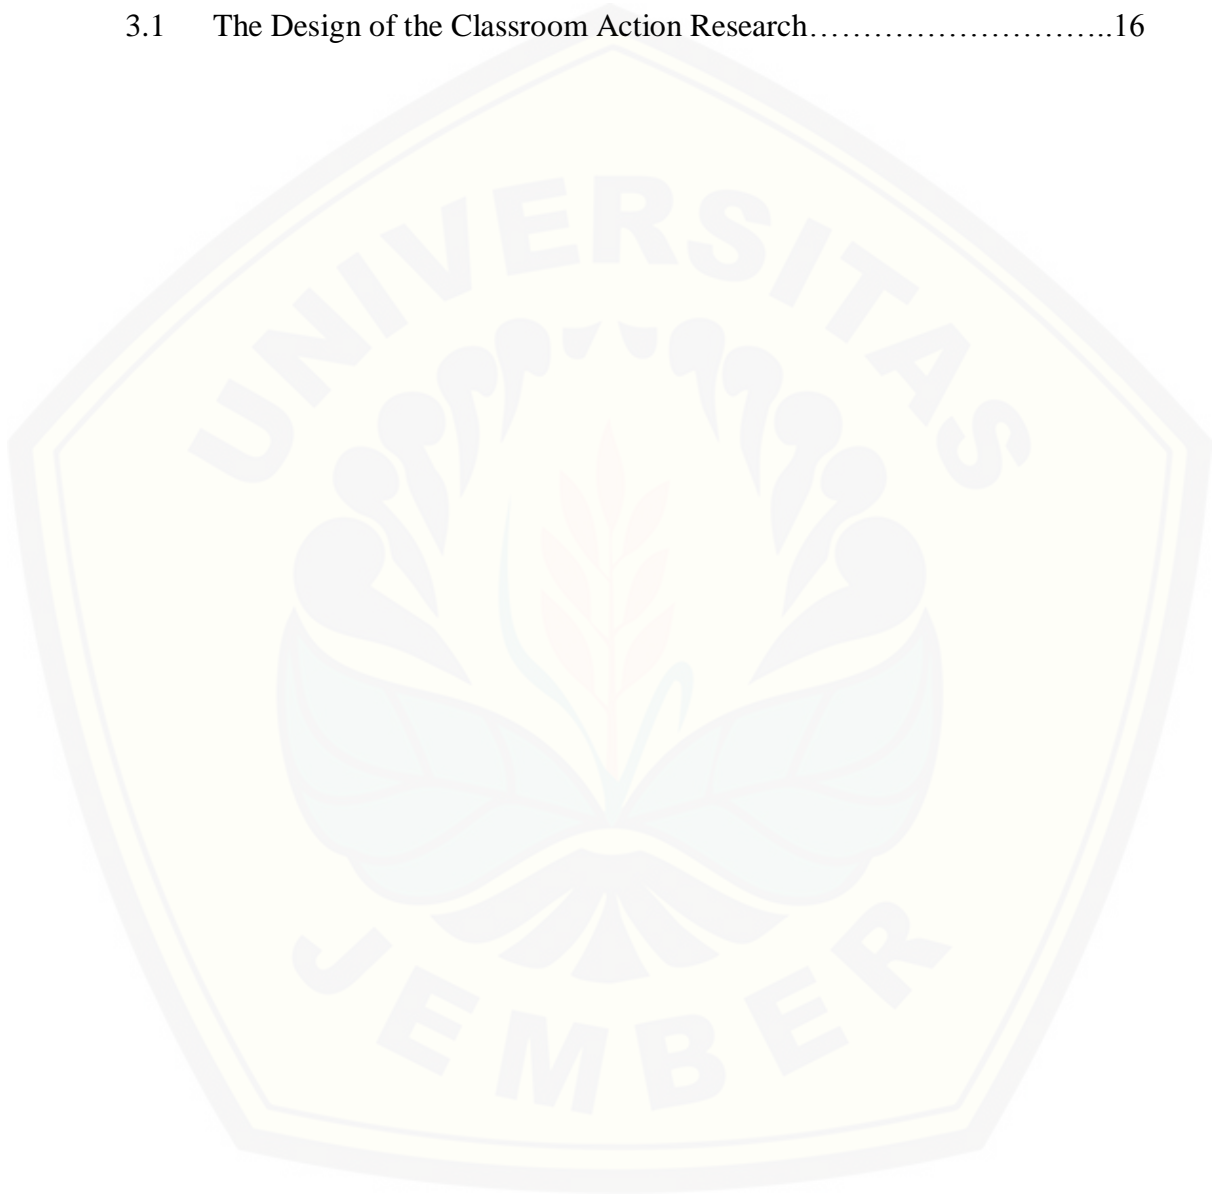 3.1 The Design of the Classroom Action Research………………………..16
UNIVERSITAS
JEMBER